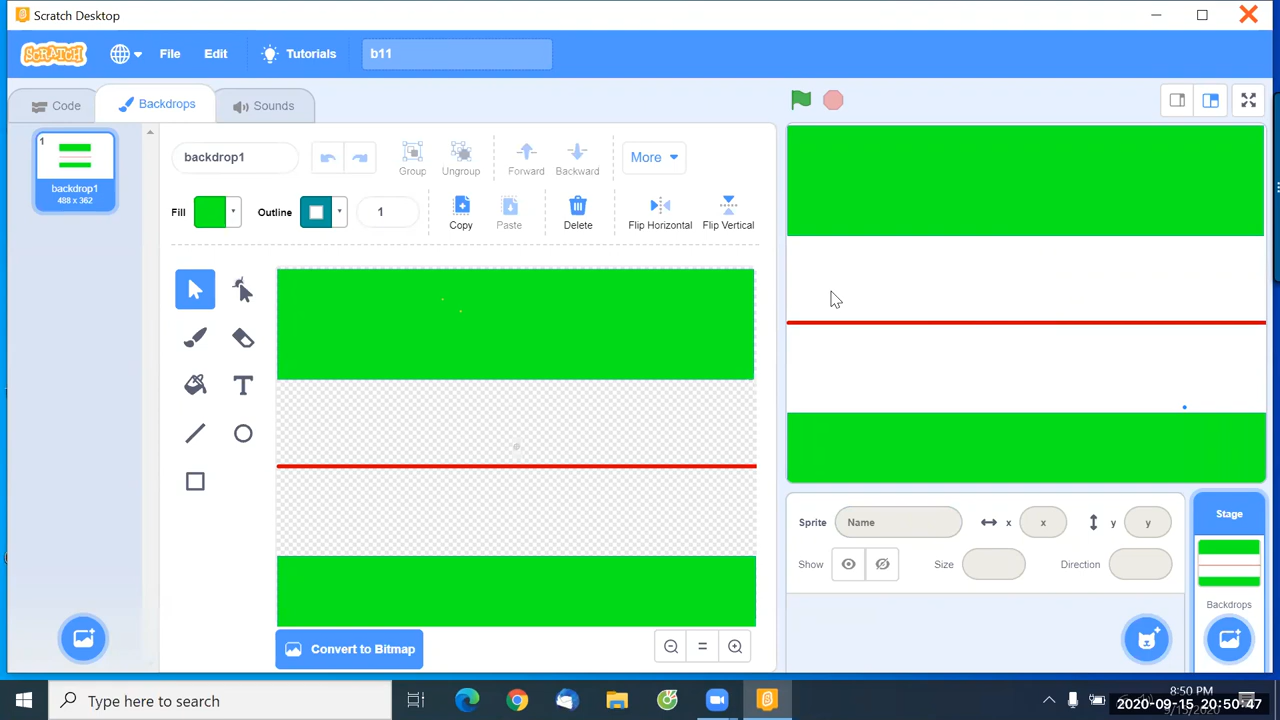 Scratch Desktop
SCRATCH File Edit Tutorials b11
Code Backdrops Sounds
1
backdrop1
488 x 362
backdrop1 Group Ungroup Forward Backward More
Fill Outline 1 Copy Paste Delete Flip Horizontal Flip Vertical
T
Convert to Bitmap
Sprite Name x x y y
Show Size Direction
Stage
Backdrops
Type here to search
8:50 PM
2020-09-15 20:50:47